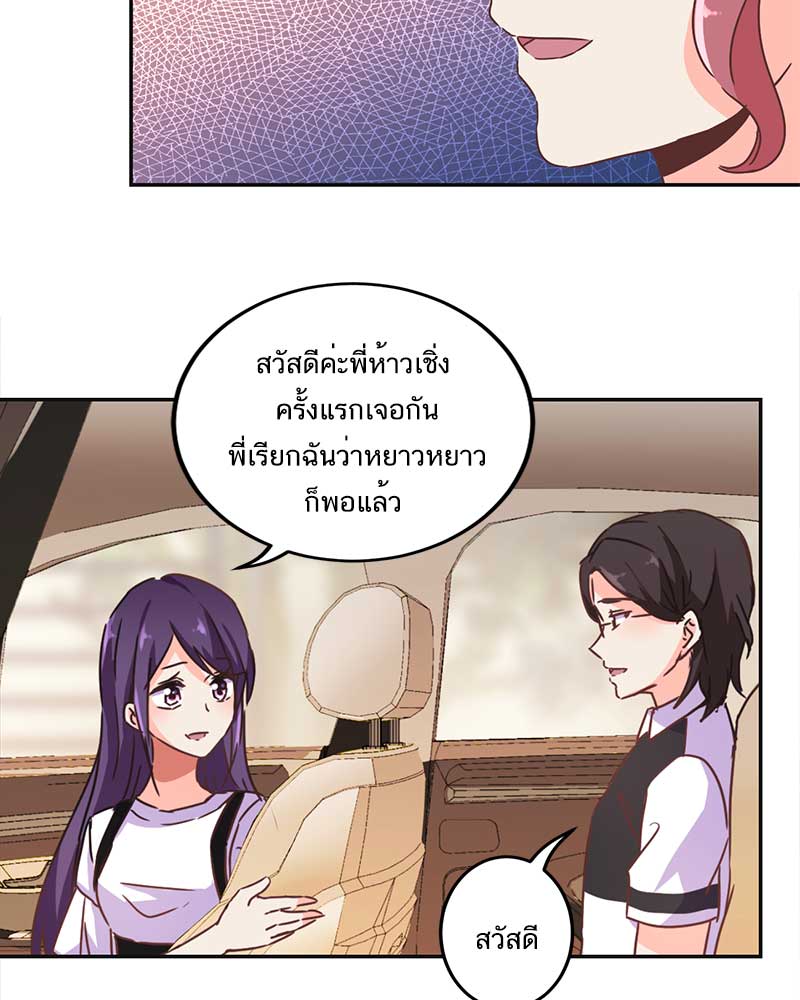 สวัสดีค่ะพี่ห้าวเชิ่ง
ครั้งแรกเจอกัน
พี่เรียกฉันว่าหยาวหยาว
ก็พอแล้ว
สวัสดี